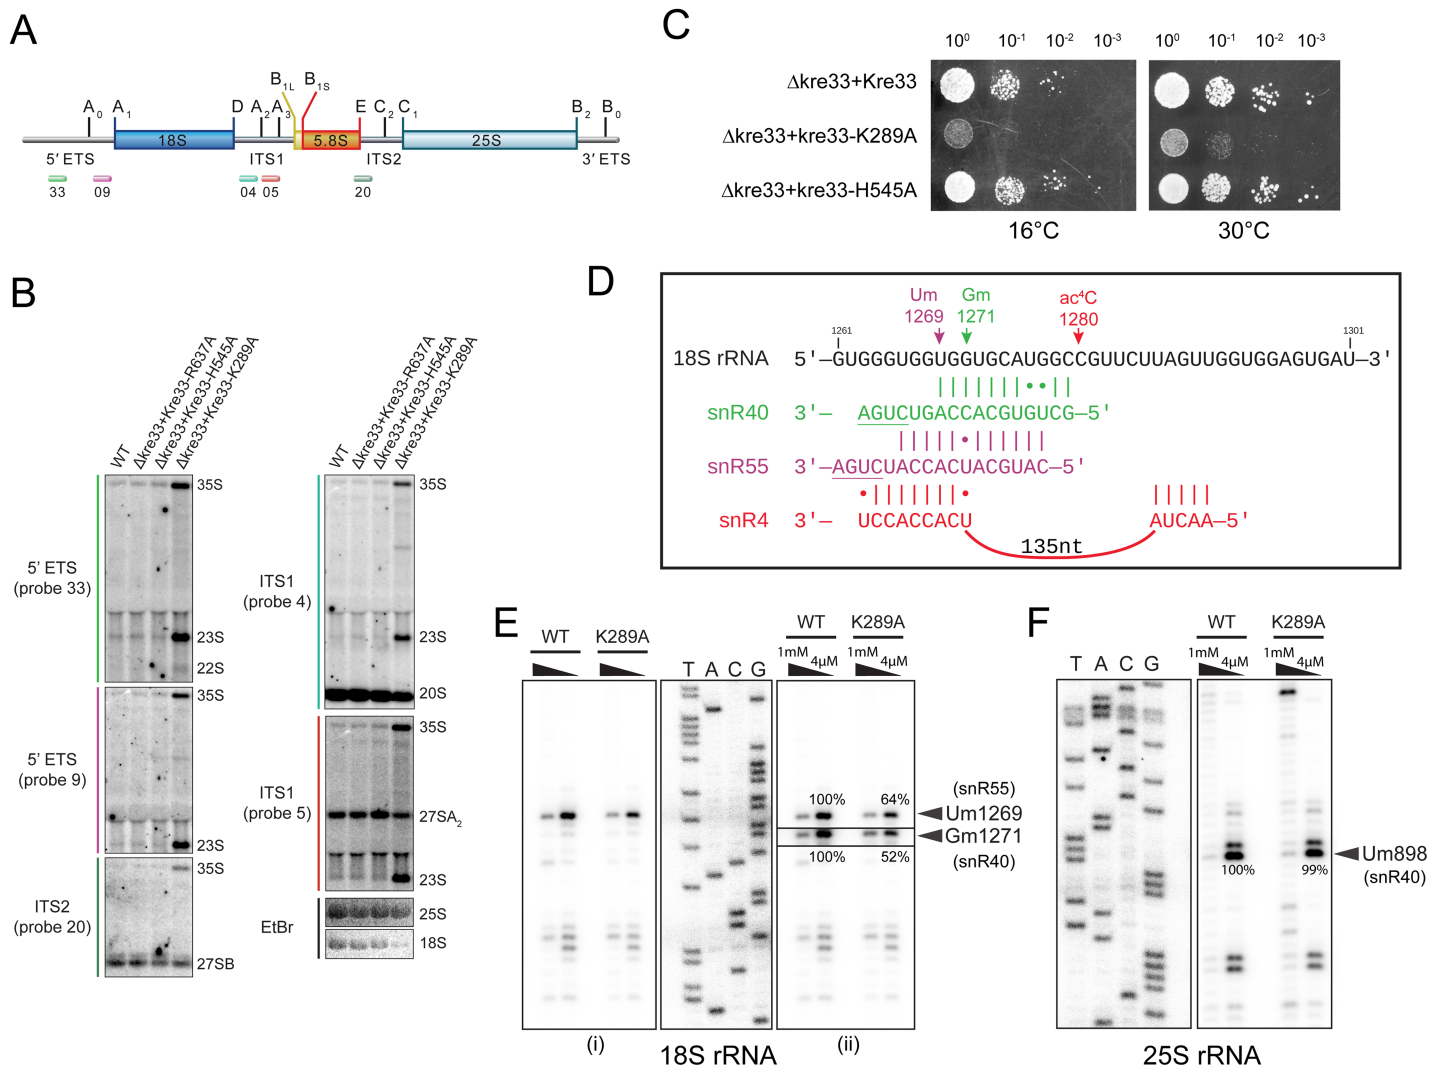 A
A0 A1 D A2 A3 B1L B1S E C2 C1 B2 B0
18S 5.8S 25S
5′ ETS ITS1 ITS2 3′ ETS
33 09 04 05 20
B
WT
Δkre33+Kre33-R637A
Δkre33+Kre33-H545A
Δkre33+Kre33-K289A
5′ ETS
(probe 33)
35S
23S
22S
5′ ETS
(probe 9)
35S
23S
ITS2
(probe 20)
35S
27SB
WT
Δkre33+Kre33-R637A
Δkre33+Kre33-H545A
Δkre33+Kre33-K289A
ITS1
(probe 4)
35S
23S
20S
ITS1
(probe 5)
35S
27SA2
23S
EtBr
25S
18S
C
10⁰ 10⁻¹ 10⁻² 10⁻³ 10⁰ 10⁻¹ 10⁻² 10⁻³
Δkre33+Kre33
Δkre33+kre33-K289A
Δkre33+kre33-H545A
16°C 30°C
D
Um Gm ac⁴C
1269 1271 1280
1261 1301
18S rRNA 5'–GUGGGUGGUGGUGCAUGGCCGUUCUUAGUUGGUGGAGUGAU–3'
snR40 3'– AGUCUGACCACGUGUCG–5'
snR55 3'–AGUCUACCACUACGUAC–5'
snR4 3'– UCCACCACU AUCAA–5'
135nt
E
WT K289A
T A C G
WT K289A
1mM 4µM 1mM 4µM
100% 64%
(snR55)
Um1269
Gm1271
(snR40)
100% 52%
(i) 18S rRNA (ii)
F
T A C G
WT K289A
1mM 4µM 1mM 4µM
100% 99%
Um898
(snR40)
25S rRNA